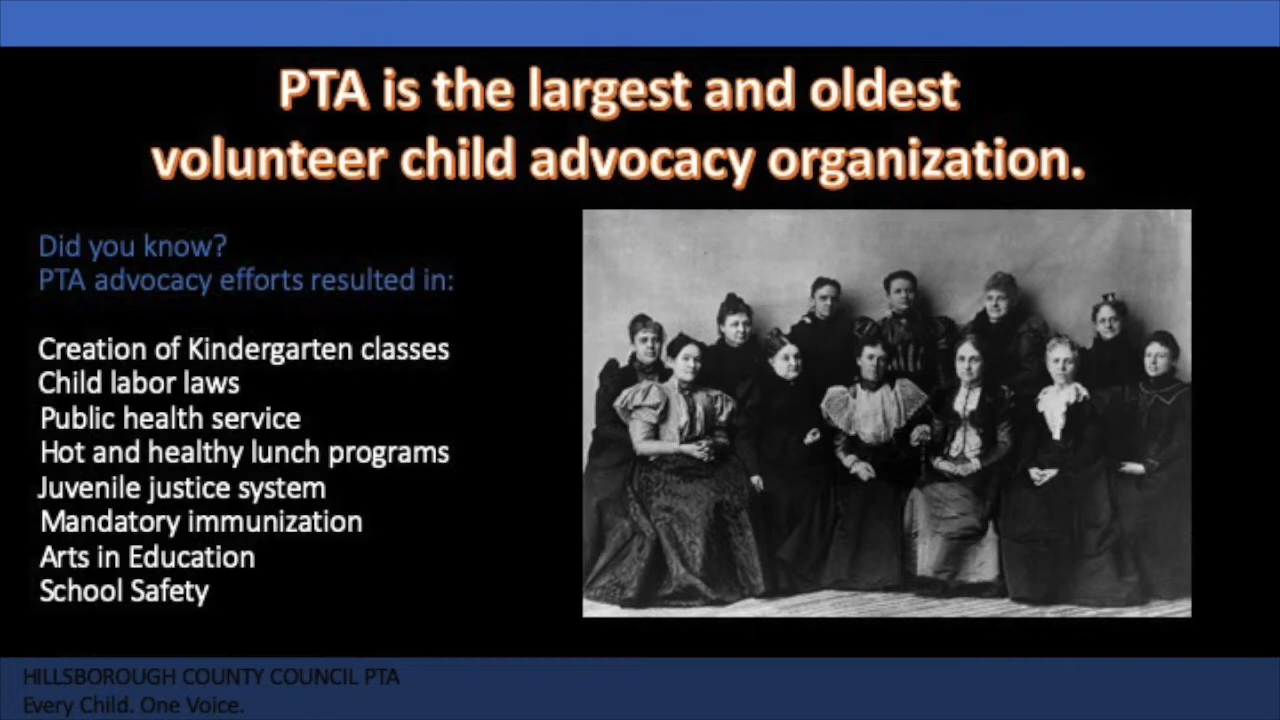 PTA is the largest and oldest
volunteer child advocacy organization.
Did you know?
PTA advocacy efforts resulted in:
Creation of Kindergarten classes
Child labor laws
Public health service
Hot and healthy lunch programs
Juvenile justice system
Mandatory immunization
Arts in Education
School Safety
HILLSBOROUGH COUNTY COUNCIL PTA
Every Child. One Voice.